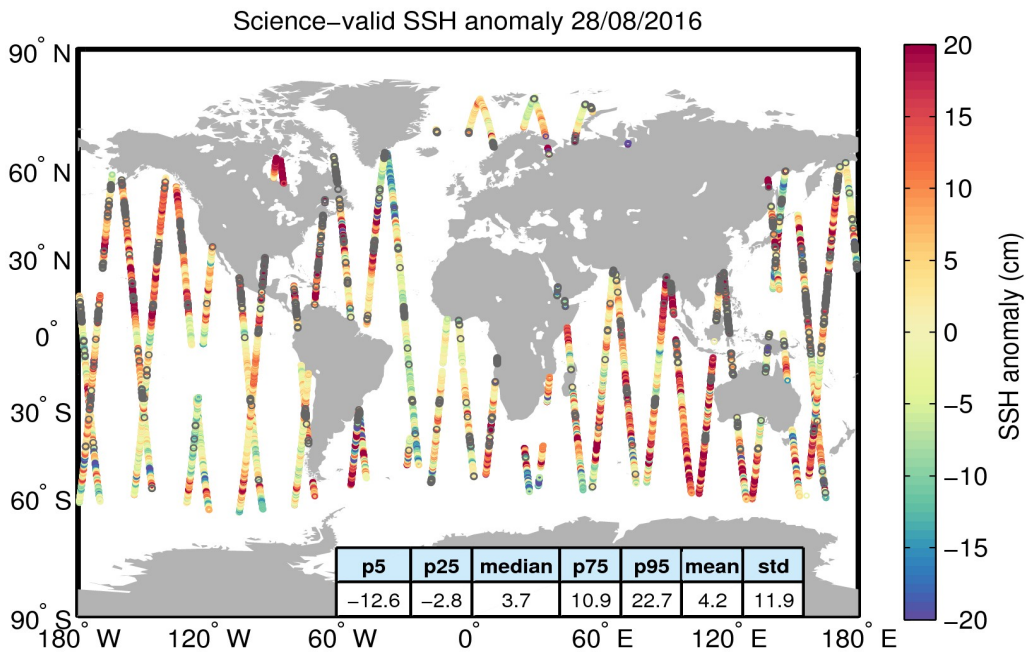 Science−valid SSH anomaly 28/08/2016
90° N
60° N
30° N
0°
30° S
60° S
90° S
180° W
120° W
60° W
0°
60° E
120° E
180° E
p5 p25 median p75 p95 mean std
−12.6 −2.8 3.7 10.9 22.7 4.2 11.9
20
15
10
5
0
−5
−10
−15
−20
SSH anomaly (cm)